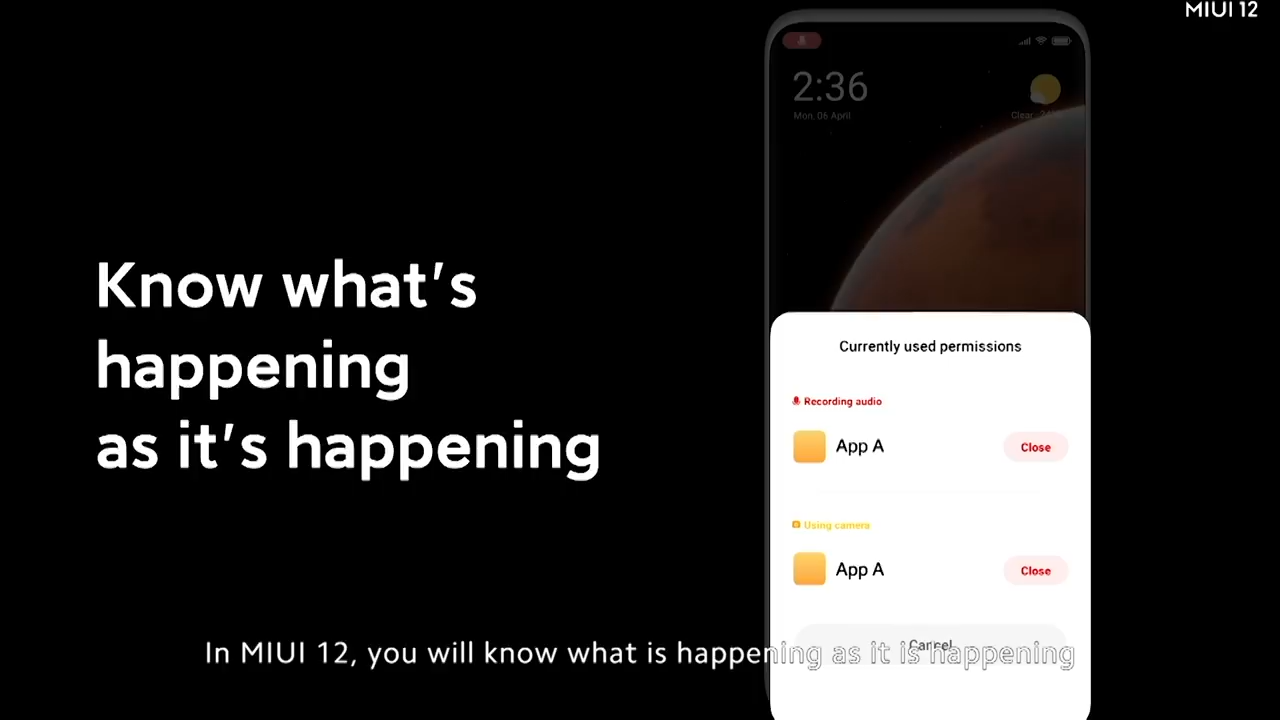 MIUI 12
2:36
Mon, 06 April
Clear 24°C
Know what's
happening
as it's happening
Currently used permissions
Recording audio
App A
Close
Using camera
App A
Close
Cancel
In MIUI 12, you will know what is happening as it is happening